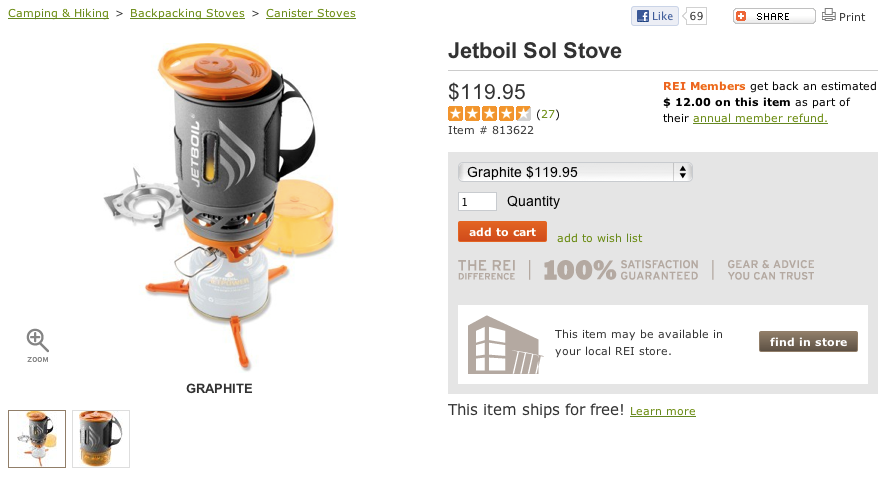 Camping & Hiking > Backpacking Stoves > Canister Stoves
Like 69
SHARE
Print
Jetboil Sol Stove
$119.95
(27)
Item # 813622
REI Members get back an estimated
$ 12.00 on this item as part of
their annual member refund.
Graphite $119.95
1 Quantity
add to cart
add to wish list
THE REI
DIFFERENCE
100% SATISFACTION
GUARANTEED
GEAR & ADVICE
YOU CAN TRUST
This item may be available in
your local REI store.
find in store
This item ships for free! Learn more
JETBOIL
ZOOM
GRAPHITE